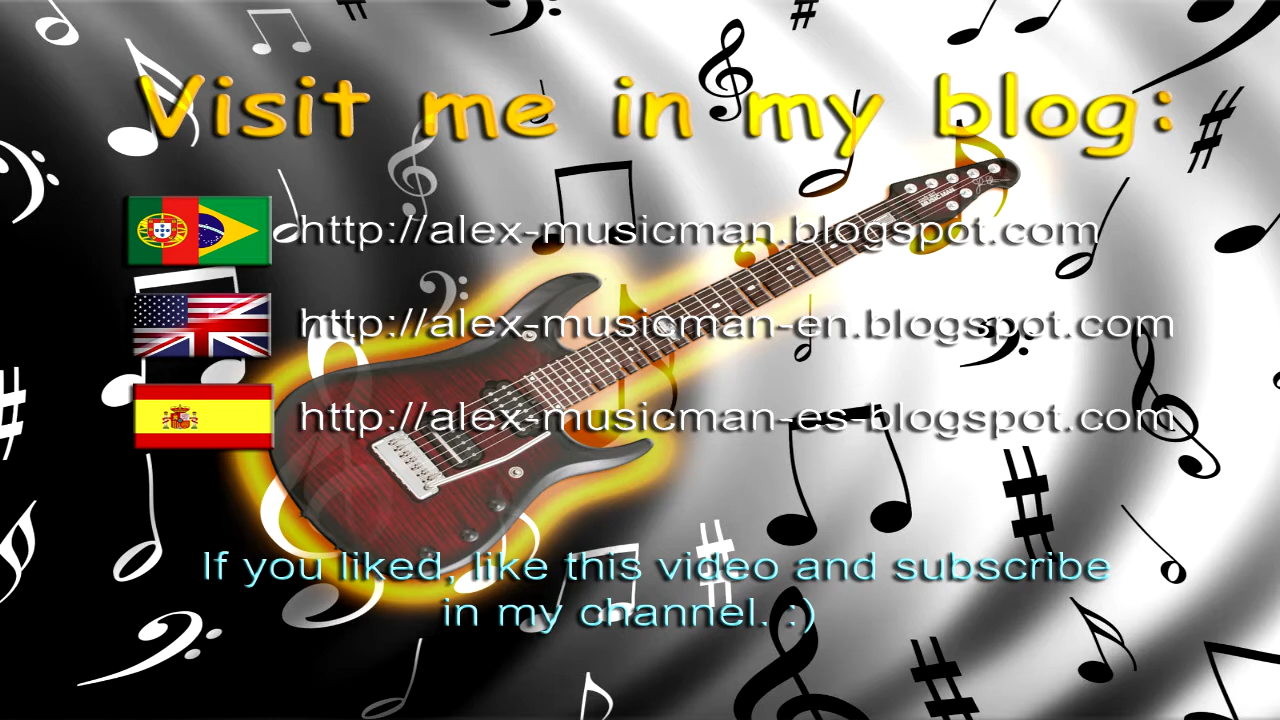 Visit me in my blog:
http://alex-musicman.blogspot.com
http://alex-musicman-en.blogspot.com
http://alex-musicman-es-blogspot.com
If you liked, like this video and subscribe
in my channel. :)